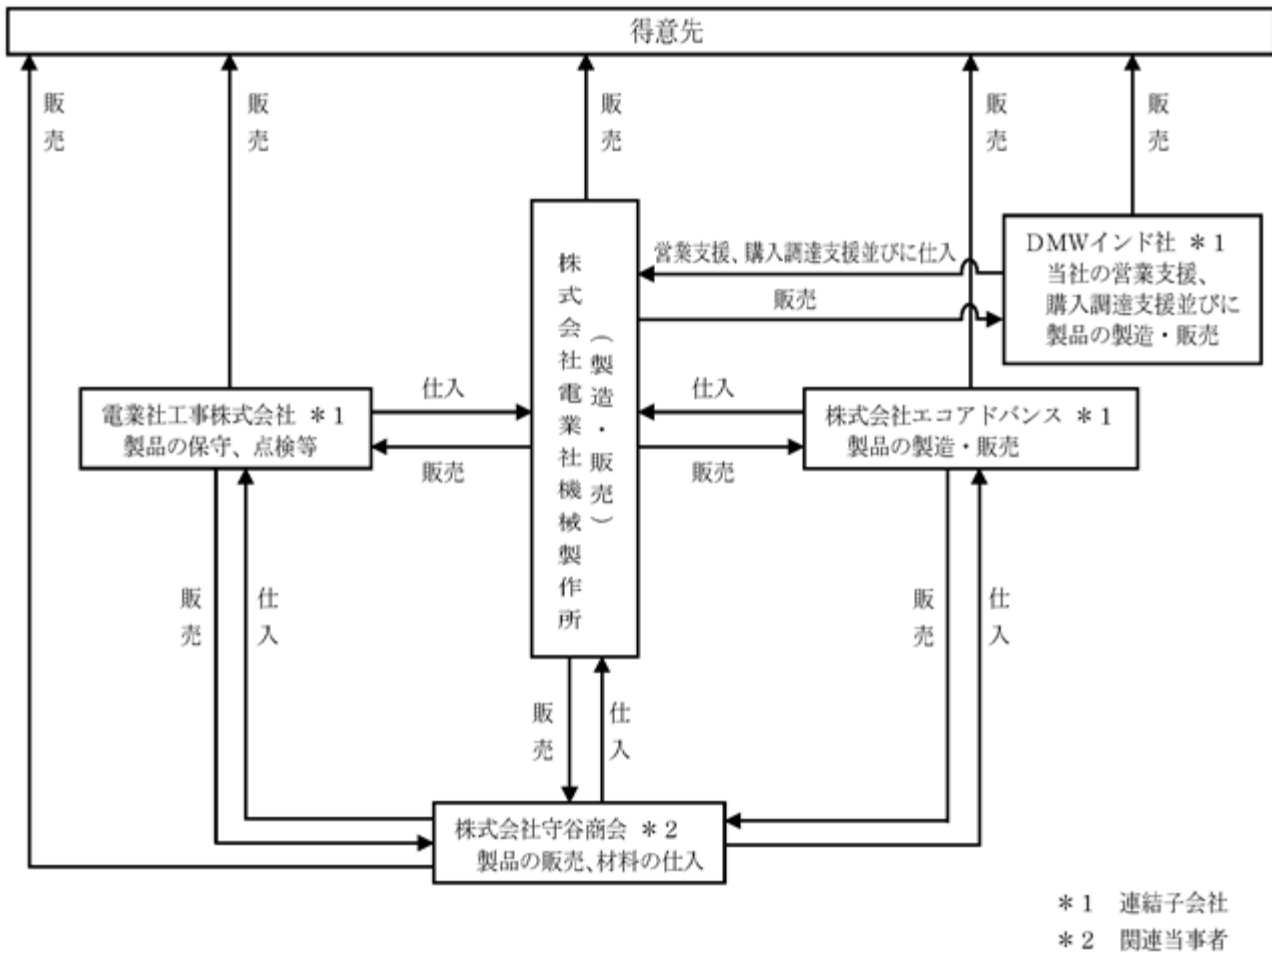 得意先
販売
販売
販売
販売
販売
株式会社電業社機械製作所
（製造・販売）
営業支援、購入調達支援並びに仕入
販売
DMWインド社 ＊1
当社の営業支援、
購入調達支援並びに
製品の製造・販売
電業社工事株式会社 ＊1
製品の保守、点検等
仕入
販売
仕入
販売
株式会社エコアドバンス ＊1
製品の製造・販売
販売
仕入
販売
仕入
販売
仕入
株式会社守谷商会 ＊2
製品の販売、材料の仕入
＊1 連結子会社
＊2 関連当事者